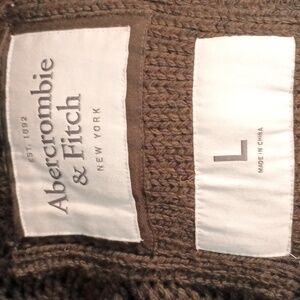 EST. 1892
Abercrombie
& Fitch
NEW YORK
L
MADE IN CHINA